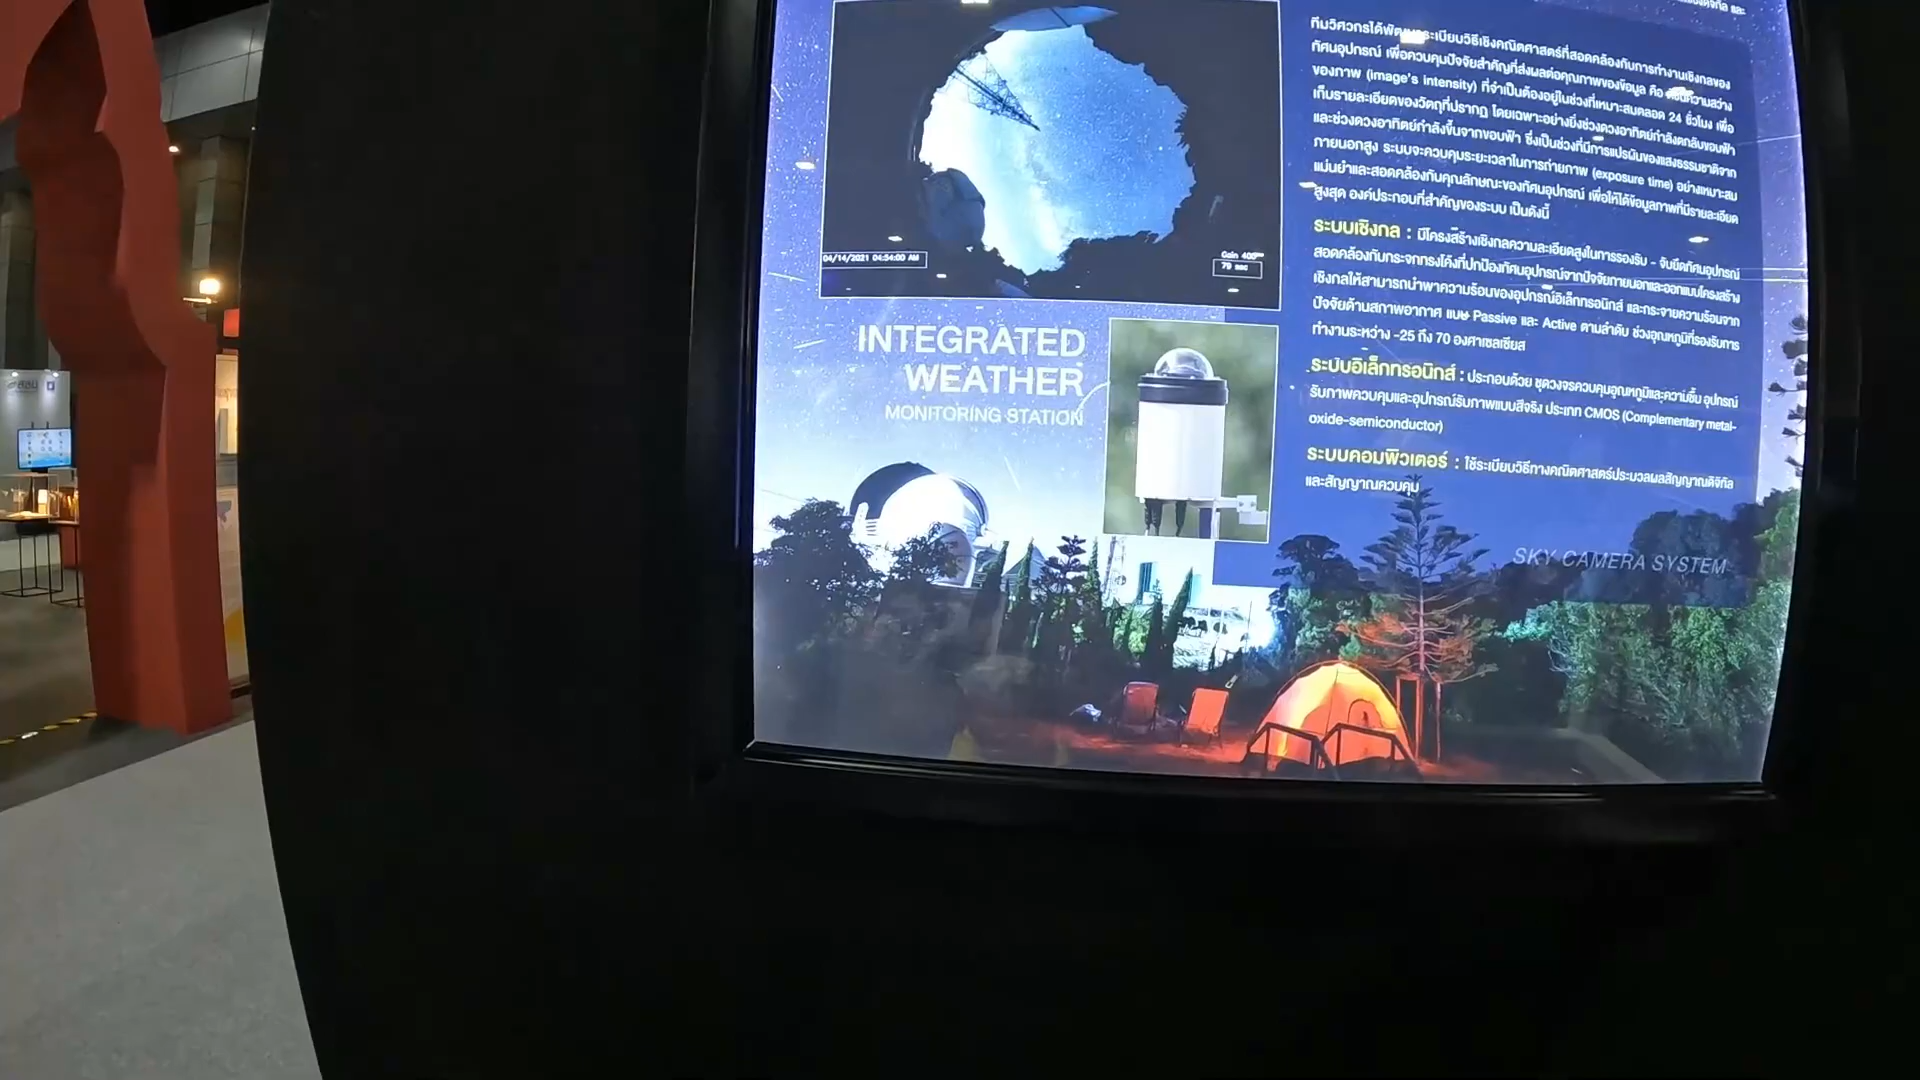 04/14/2021 04:54:00 AM
Gain 400
79 sec
INTEGRATED
WEATHER
MONITORING STATION
ทีมวิศวกรได้พัฒนาระเบียบวิธีเชิงคณิตศาสตร์ที่สอดคล้องกับการทำงานเชิงกลของ
ทัศนอุปกรณ์ เพื่อควบคุมปัจจัยสำคัญที่ส่งผลต่อคุณภาพของข้อมูล คือ ความสว่าง
ของภาพ (image's intensity) ที่จำเป็นต้องอยู่ในช่วงที่เหมาะสมตลอด 24 ชั่วโมง เพื่อ
เก็บรายละเอียดของวัตถุที่ปรากฏ โดยเฉพาะอย่างยิ่งช่วงดวงอาทิตย์กำลังตกลับขอบฟ้า
และช่วงดวงอาทิตย์กำลังขึ้นจากขอบฟ้า ซึ่งเป็นช่วงที่มีการแปรผันของแสงธรรมชาติจาก
ภายนอกสูง ระบบจะควบคุมระยะเวลาในการถ่ายภาพ (exposure time) อย่างเหมาะสม
แม่นยำและสอดคล้องกับคุณลักษณะของทัศนอุปกรณ์ เพื่อให้ได้ข้อมูลภาพที่มีรายละเอียด
สูงสุด องค์ประกอบที่สำคัญของระบบ เป็นดังนี้
ระบบเชิงกล : มีโครงสร้างเชิงกลความละเอียดสูงในการรองรับ - จับยึดทัศนอุปกรณ์
สอดคล้องกับกระจกทรงโค้งที่ปกป้องทัศนอุปกรณ์จากปัจจัยภายนอกและออกแบบโครงสร้าง
เชิงกลให้สามารถนำพาความร้อนของอุปกรณ์อิเล็กทรอนิกส์ และกระจายความร้อนจาก
ปัจจัยด้านสภาพอากาศ แบบ Passive และ Active ตามลำดับ ช่วงอุณหภูมิที่รองรับการ
ทำงานระหว่าง -25 ถึง 70 องศาเซลเซียส
ระบบอิเล็กทรอนิกส์ : ประกอบด้วย ชุดวงจรควบคุมอุณหภูมิและความชื้น อุปกรณ์
รับภาพควบคุมและอุปกรณ์รับภาพแบบสีจริง ประเภท CMOS (Complementary metal-
oxide-semiconductor)
ระบบคอมพิวเตอร์ : ใช้ระเบียบวิธีทางคณิตศาสตร์ประมวลผลสัญญาณดิจิทัล
และสัญญาณควบคุม
SKY CAMERA SYSTEM